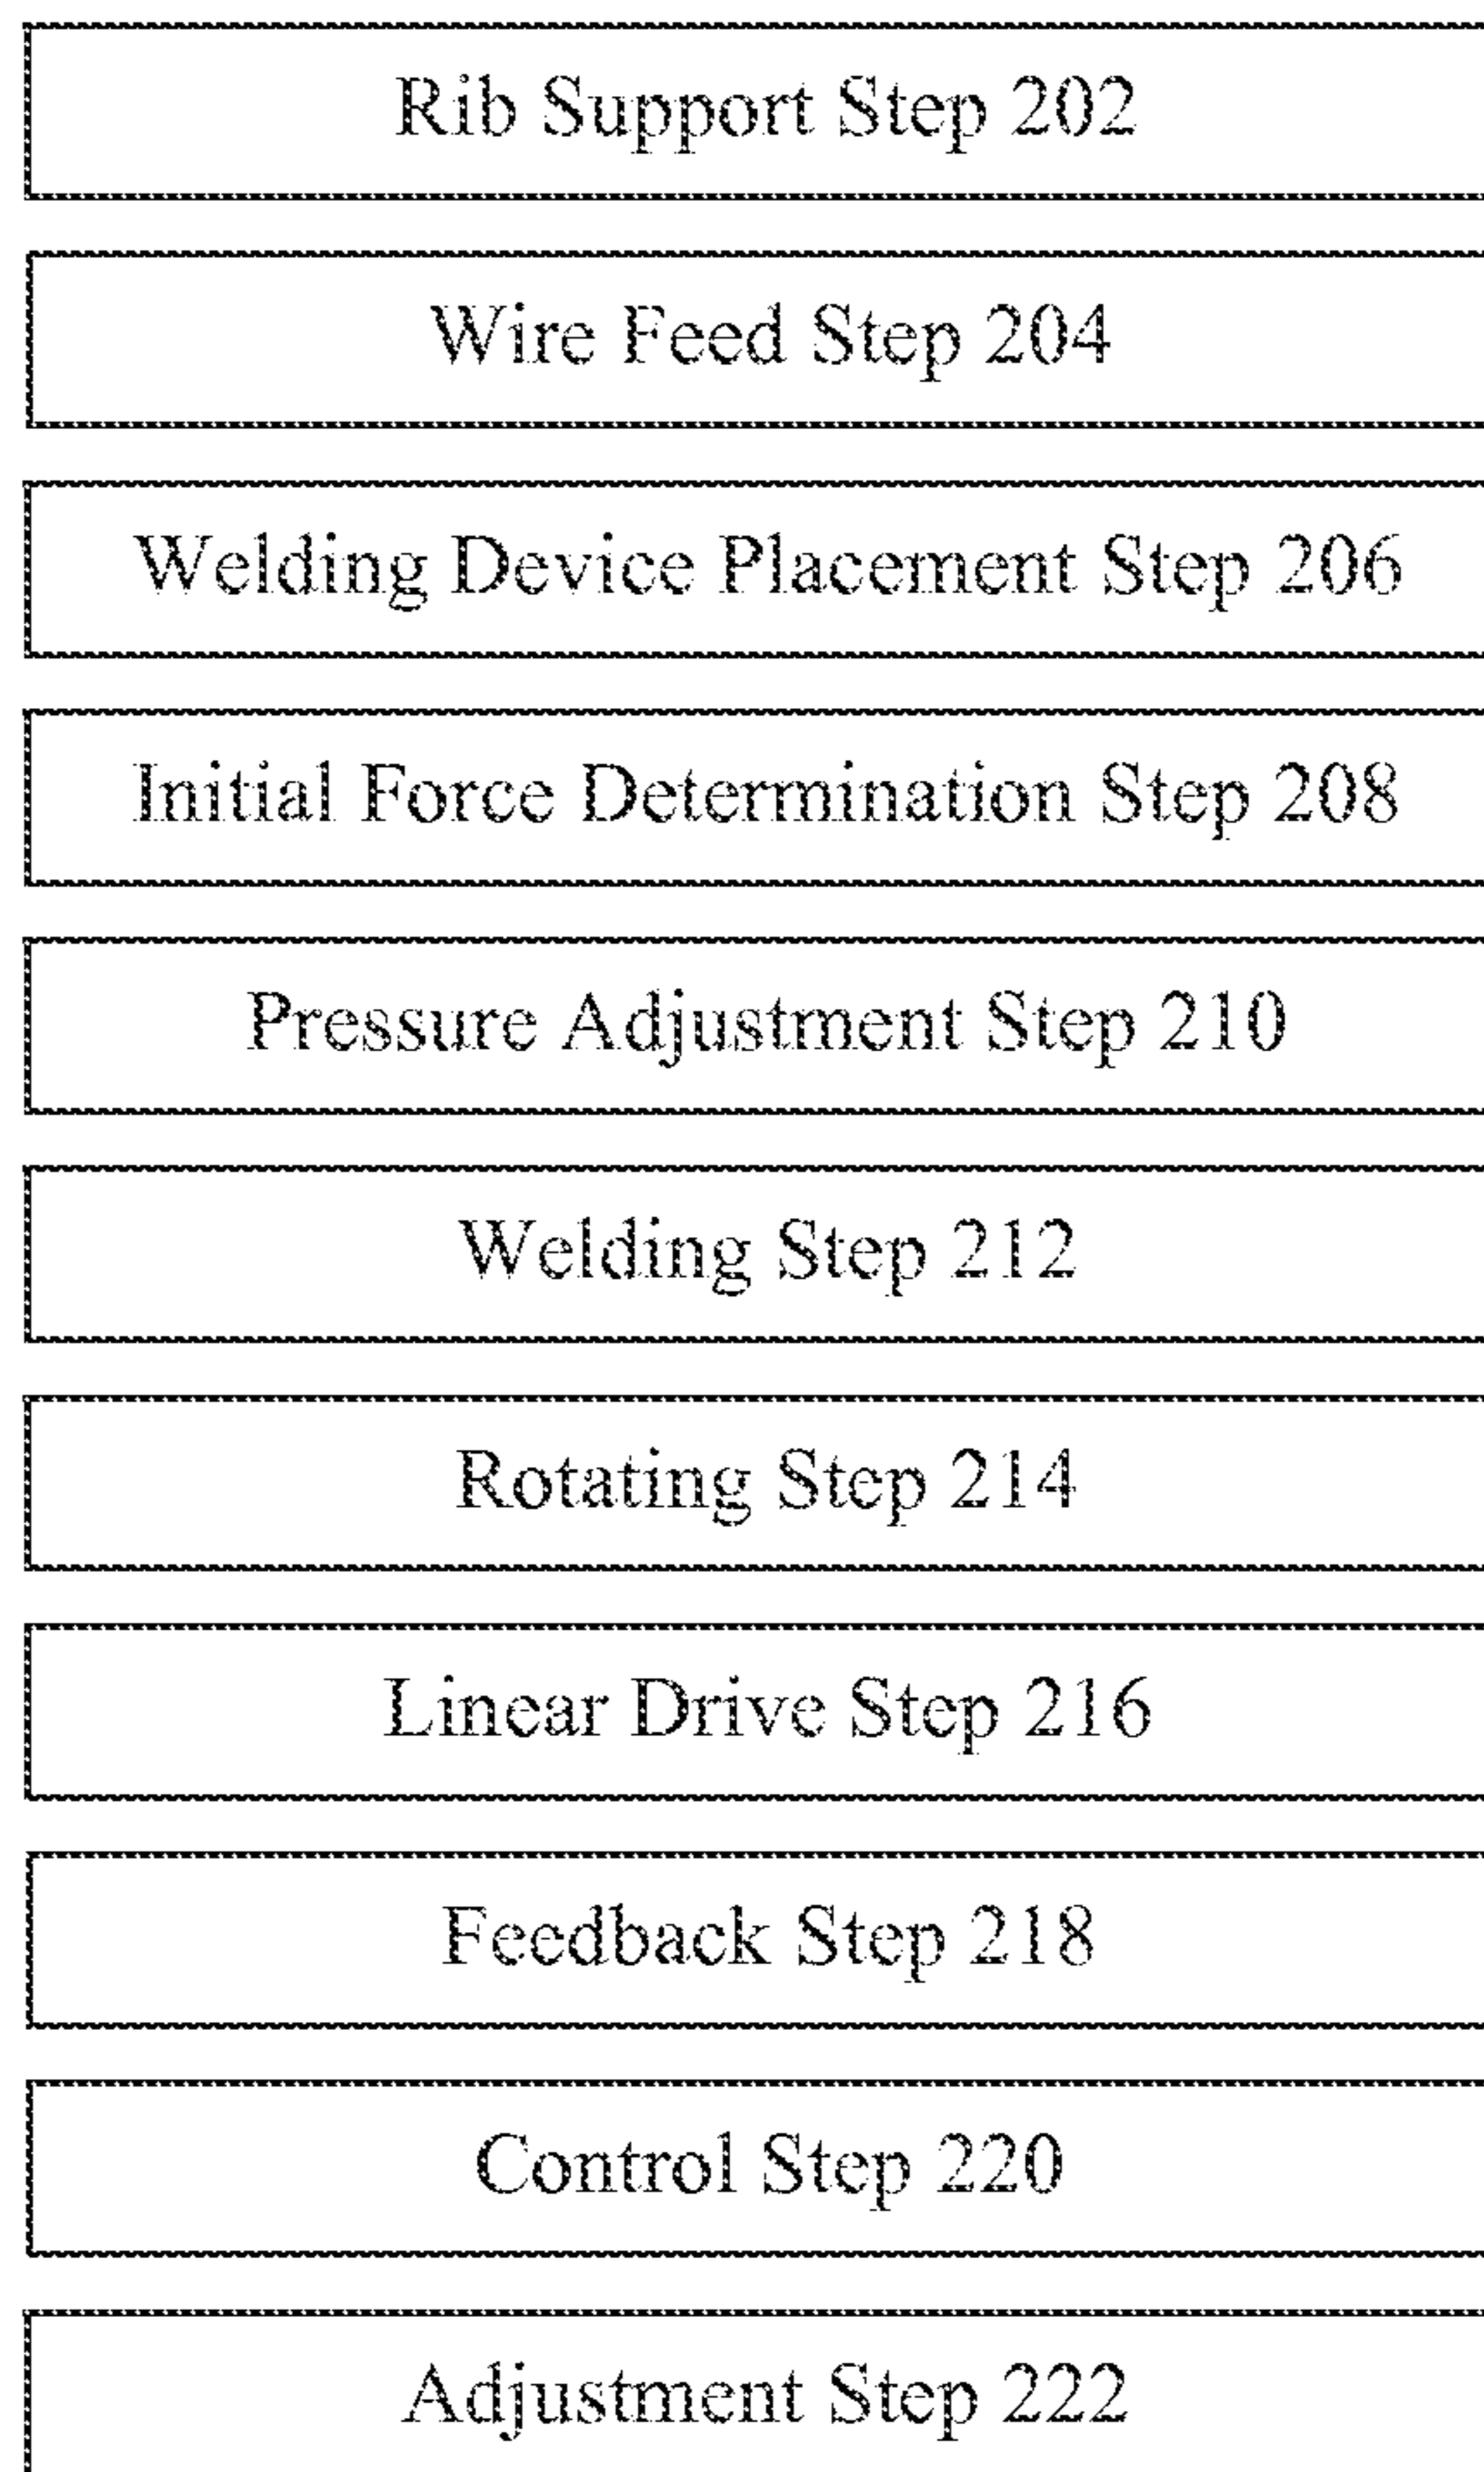 Rib Support Step 202
Wire Feed Step 204
Welding Device Placement Step 206
Initial Force Determination Step 208
Pressure Adjustment Step 210
Welding Step 212
Rotating Step 214
Linear Drive Step 216
Feedback Step 218
Control Step 220
Adjustment Step 222